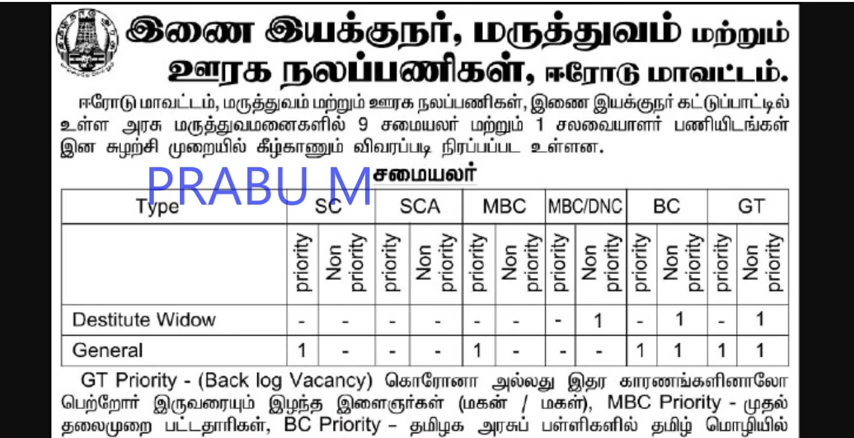 இணை இயக்குநர், மருத்துவம் மற்றும்
ஊரக நலப்பணிகள், ஈரோடு மாவட்டம்.
ஈரோடு மாவட்டம், மருத்துவம் மற்றும் ஊரக நலப்பணிகள், இணை இயக்குநர் கட்டுப்பாட்டில்
உள்ள அரசு மருத்துவமனைகளில் 9 சமையலர் மற்றும் 1 சலவையாளர் பணியிடங்கள்
இன சுழற்சி முறையில் கீழ்காணும் விவரப்படி நிரப்பப்பட உள்ளன.
சமையலர்
PRABU M
Type SC SCA MBC MBC/DNC BC GT
priority Non priority priority Non priority priority Non priority priority Non priority priority Non priority priority Non priority
Destitute Widow - - - - - - - 1 - 1 - 1
General 1 - - - 1 - - - 1 1 1 1
GT Priority - (Back log Vacancy) கொரோனா அல்லது இதர காரணங்களினாலோ
பெற்றோர் இருவரையும் இழந்த இளைஞர்கள் (மகன் / மகள்), MBC Priority - முதல்
தலைமுறை பட்டதாரிகள், BC Priority - தமிழக அரசுப் பள்ளிகளில் தமிழ் மொழியில்